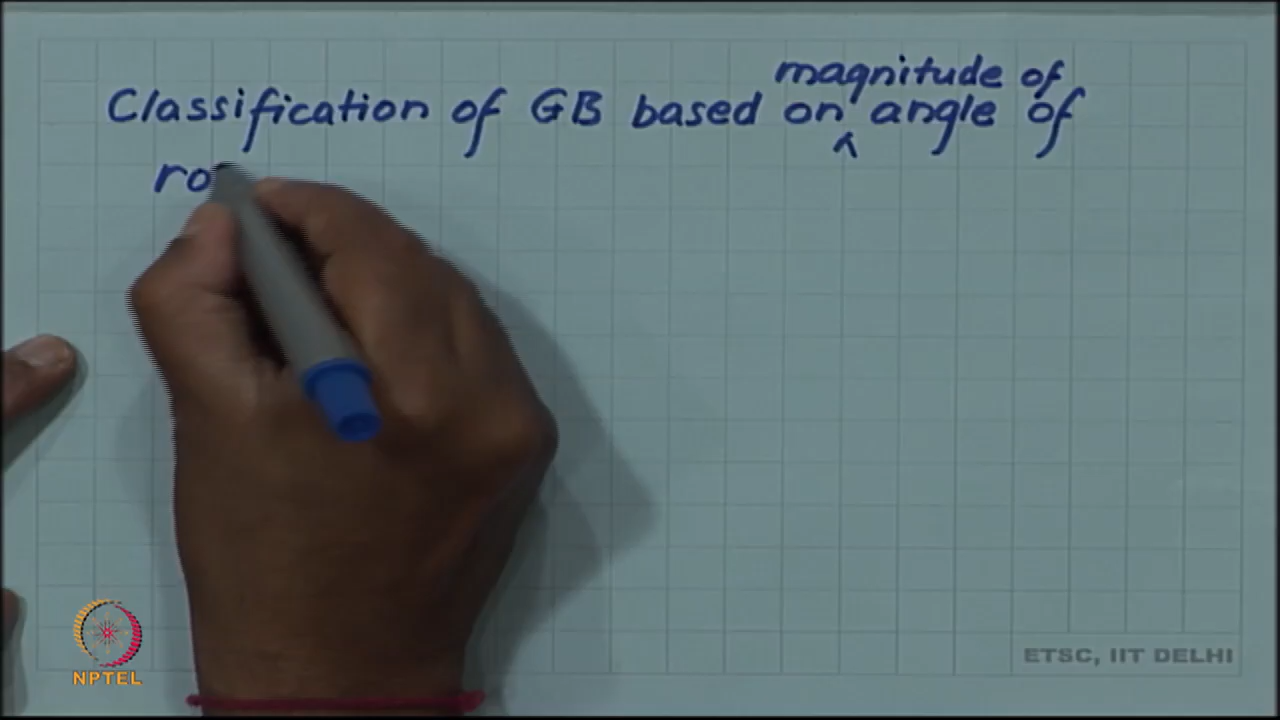 Classification of GB based on ^ magnitude of angle of
ro
NPTEL
ETSC, IIT DELHI